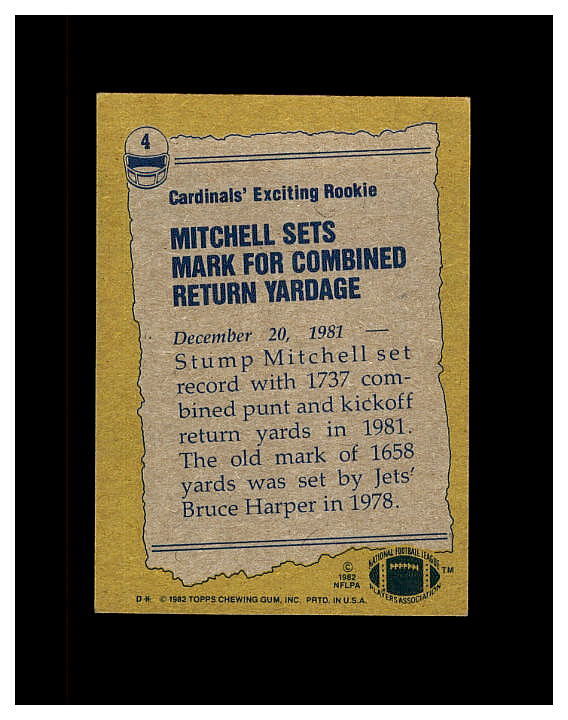 4
Cardinals' Exciting Rookie
MITCHELL SETS
MARK FOR COMBINED
RETURN YARDAGE
December 20, 1981 —
Stump Mitchell set
record with 1737 com-
bined punt and kickoff
return yards in 1981.
The old mark of 1658
yards was set by Jets'
Bruce Harper in 1978.
©
1982
NFLPA
NATIONAL FOOTBALL LEAGUE
PLAYERS ASSOCIATION
TM
© 1982 TOPPS CHEWING GUM, INC. PRTD. IN U.S.A.